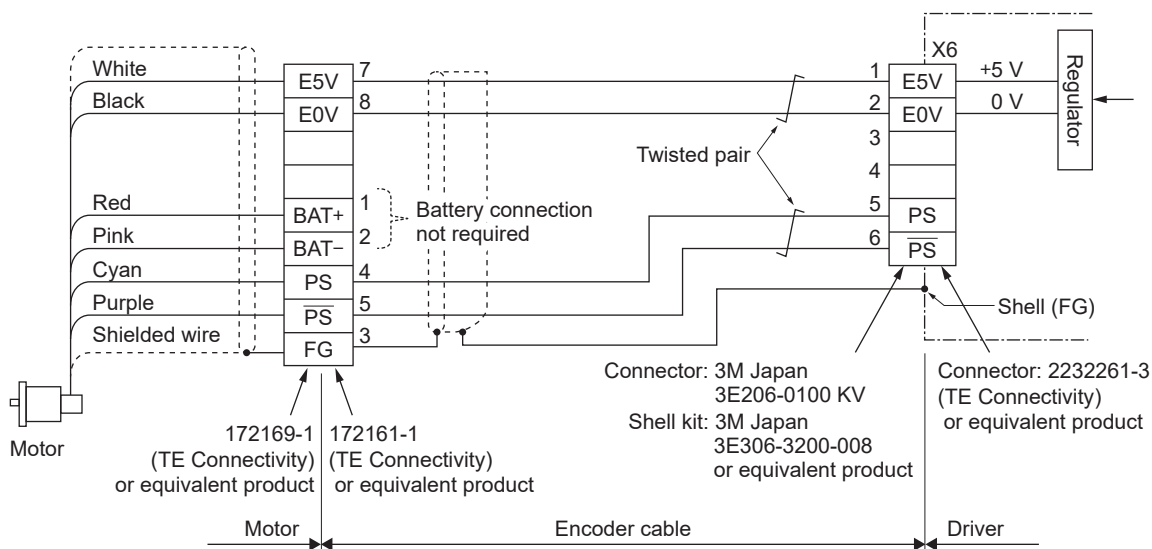 X6
White
E5V
7
1
E5V
+5 V
Regulator
Black
E0V
8
2
E0V
0 V
3
Twisted pair
4
Red
BAT+
1
Battery connection
not required
5
PS
Pink
BAT−
2
6
P̅S̅
Cyan
PS
4
Purple
P̅S̅
5
Shielded wire
FG
3
Shell (FG)
Motor
172169-1
(TE Connectivity)
or equivalent product
172161-1
(TE Connectivity)
or equivalent product
Connector: 3M Japan
3E206-0100 KV
Shell kit: 3M Japan
3E306-3200-008
or equivalent product
Connector: 2232261-3
(TE Connectivity)
or equivalent product
Motor
Encoder cable
Driver